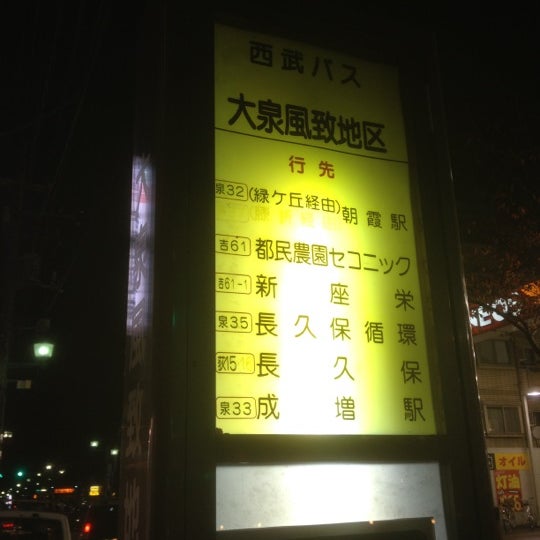 西武バス
大泉風致地区
行先
泉32 (緑ケ丘経由) 朝霞駅
吉61 都民農園セコニック
吉61-1 新座栄
泉35 長久保循環
荻15 長久保
泉33 成増駅
オイル
灯油